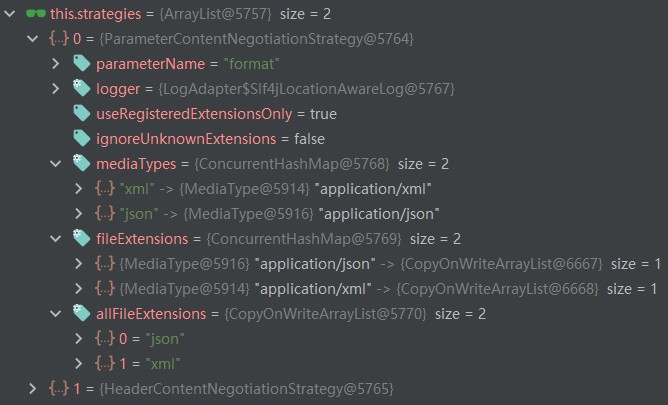 this.strategies = {ArrayList@5757} size = 2
{...} 0 = {ParameterContentNegotiationStrategy@5764}
parameterName = "format"
logger = {LogAdapter$Slf4jLocationAwareLog@5767}
useRegisteredExtensionsOnly = true
ignoreUnknownExtensions = false
mediaTypes = {ConcurrentHashMap@5768} size = 2
{...} "xml" -> {MediaType@5914} "application/xml"
{...} "json" -> {MediaType@5916} "application/json"
fileExtensions = {ConcurrentHashMap@5769} size = 2
{...} {MediaType@5916} "application/json" -> {CopyOnWriteArrayList@6667} size = 1
{...} {MediaType@5914} "application/xml" -> {CopyOnWriteArrayList@6668} size = 1
allFileExtensions = {CopyOnWriteArrayList@5770} size = 2
{...} 0 = "json"
{...} 1 = "xml"
{...} 1 = {HeaderContentNegotiationStrategy@5765}